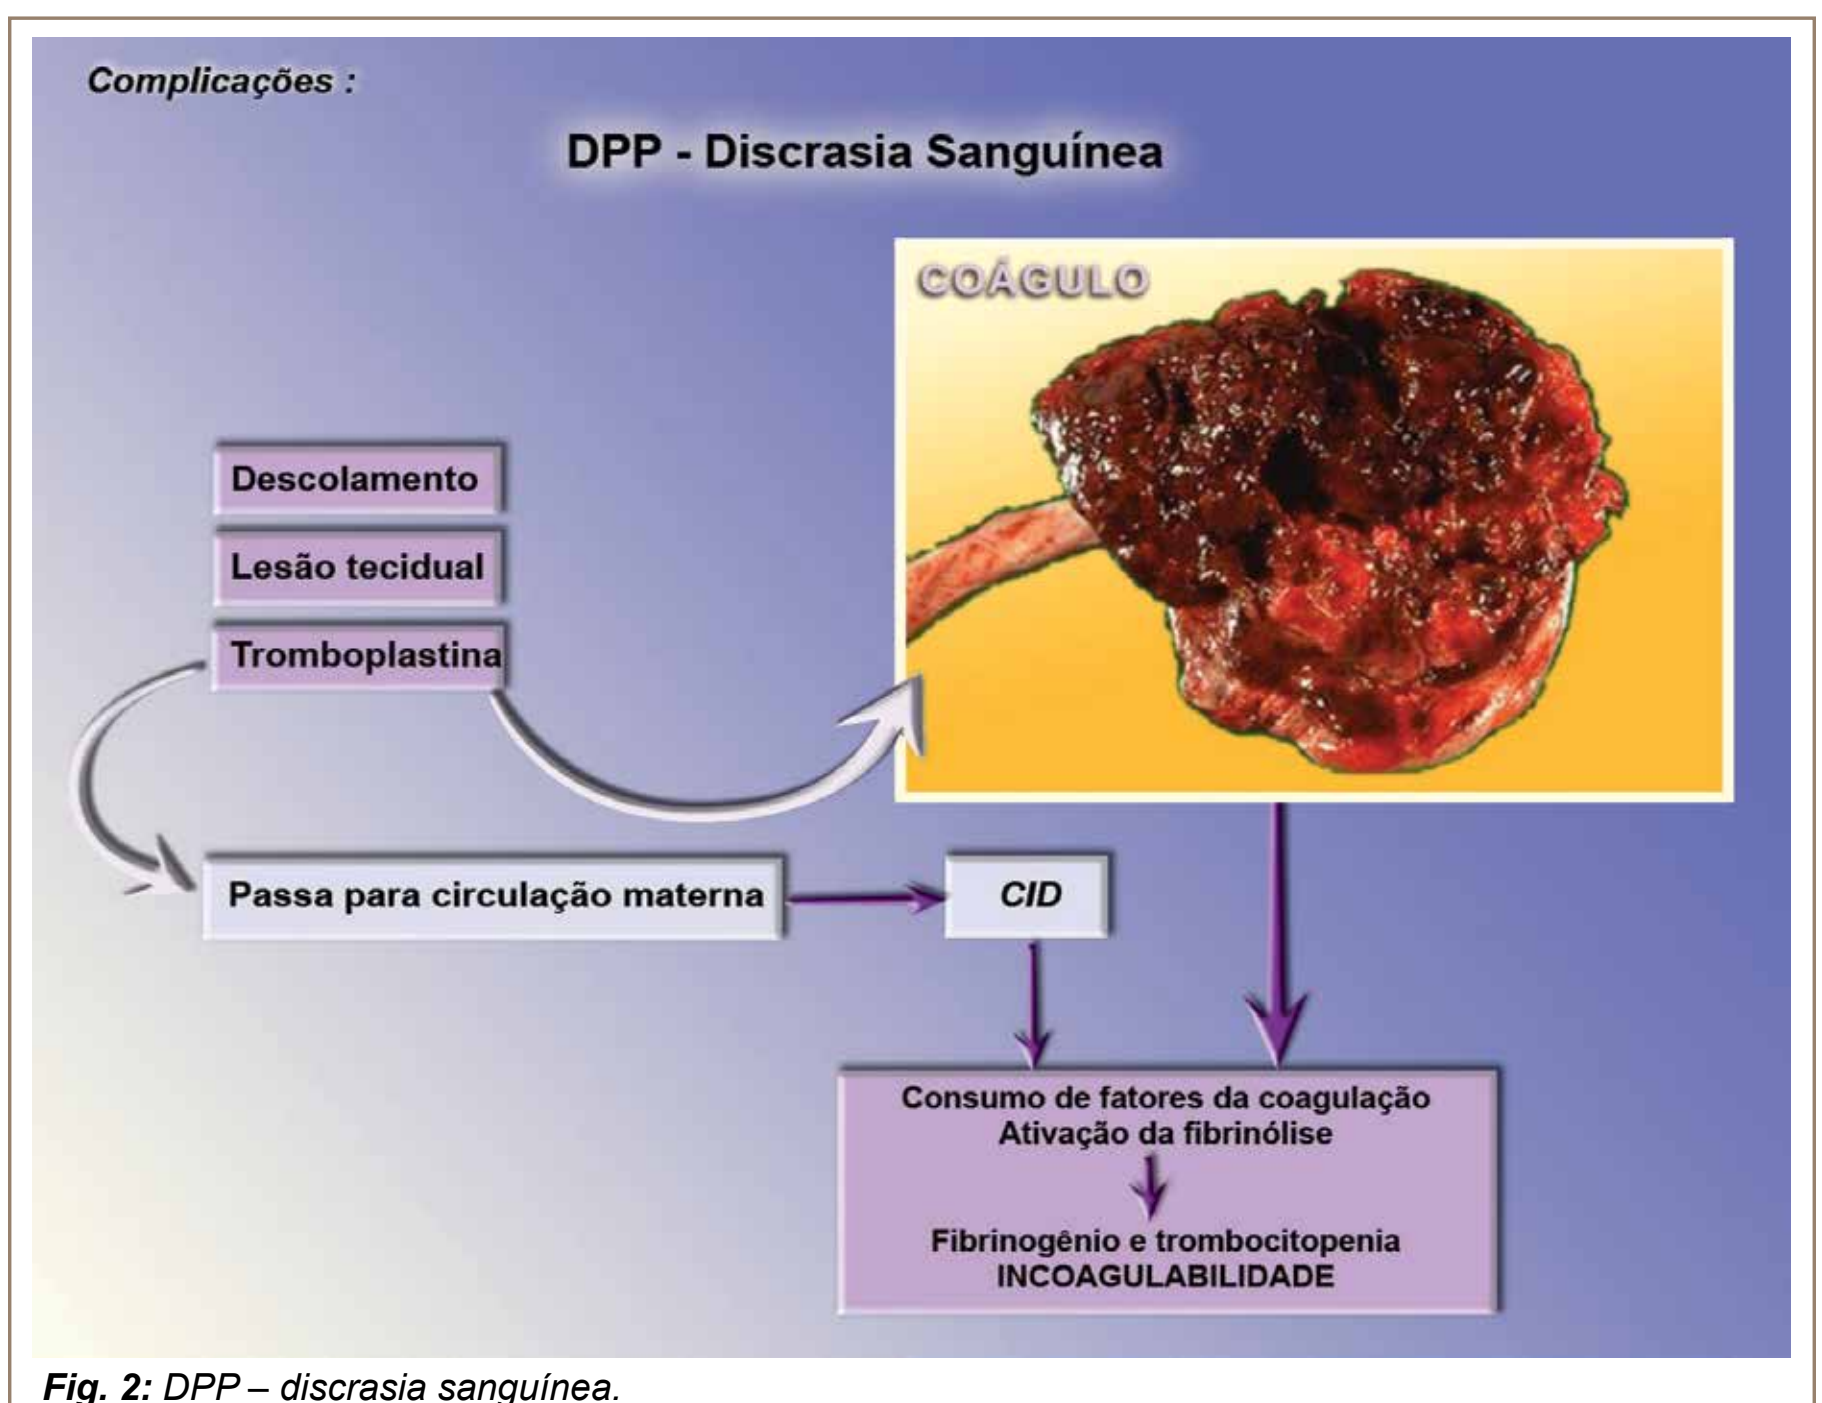 Complicações :
DPP - Discrasia Sanguínea
COÁGULO
Descolamento
Lesão tecidual
Tromboplastina
Passa para circulação materna
CID
Consumo de fatores da coagulação
Ativação da fibrinólise
Fibrinogênio e trombocitopenia
INCOAGULABILIDADE
Fig. 2: DPP – discrasia sanguínea.